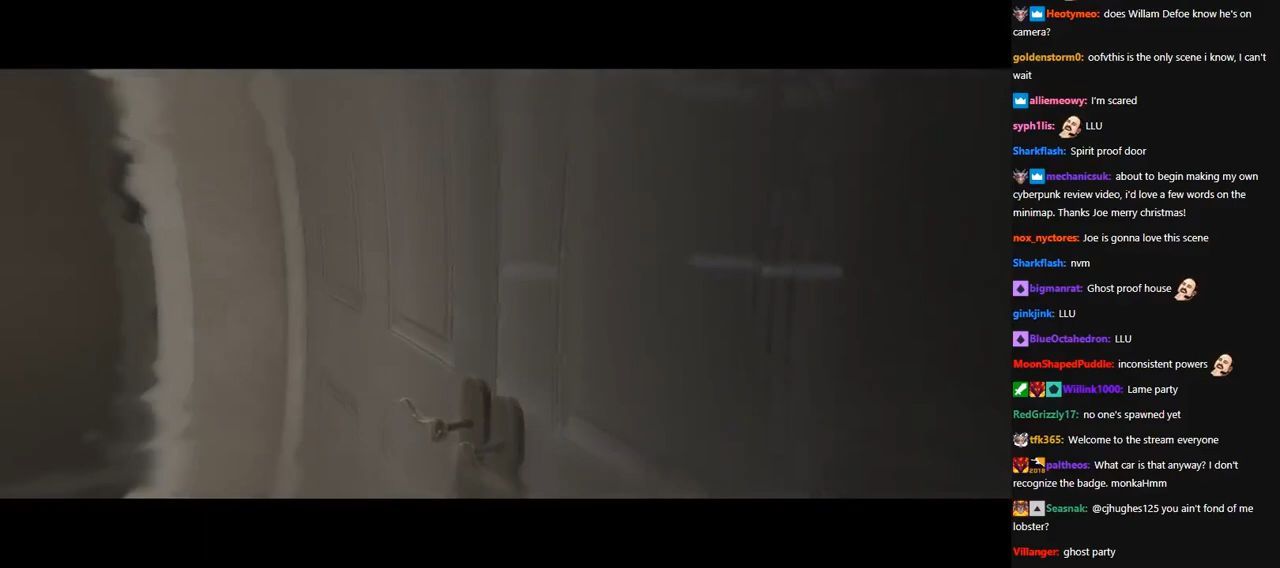 Heotymeo: does Willam Defoe know he's on
camera?
goldenstorm0: oofvthis is the only scene i know, I can't
wait
alliemeowy: I'm scared
syph1lis: LLU
Sharkflash: Spirit proof door
mechanicsuk: about to begin making my own
cyberpunk review video, i'd love a few words on the
minimap. Thanks Joe merry christmas!
nox_nyctores: Joe is gonna love this scene
Sharkflash: nvm
bigmanrat: Ghost proof house
ginkjink: LLU
BlueOctahedron: LLU
MoonShapedPuddle: inconsistent powers
Wiilink1000: Lame party
RedGrizzly17: no one's spawned yet
tfk365: Welcome to the stream everyone
2018 paltheos: What car is that anyway? I don't
recognize the badge. monkaHmm
Seasnak: @cjhughes125 you ain't fond of me
lobster?
Villanger: ghost party